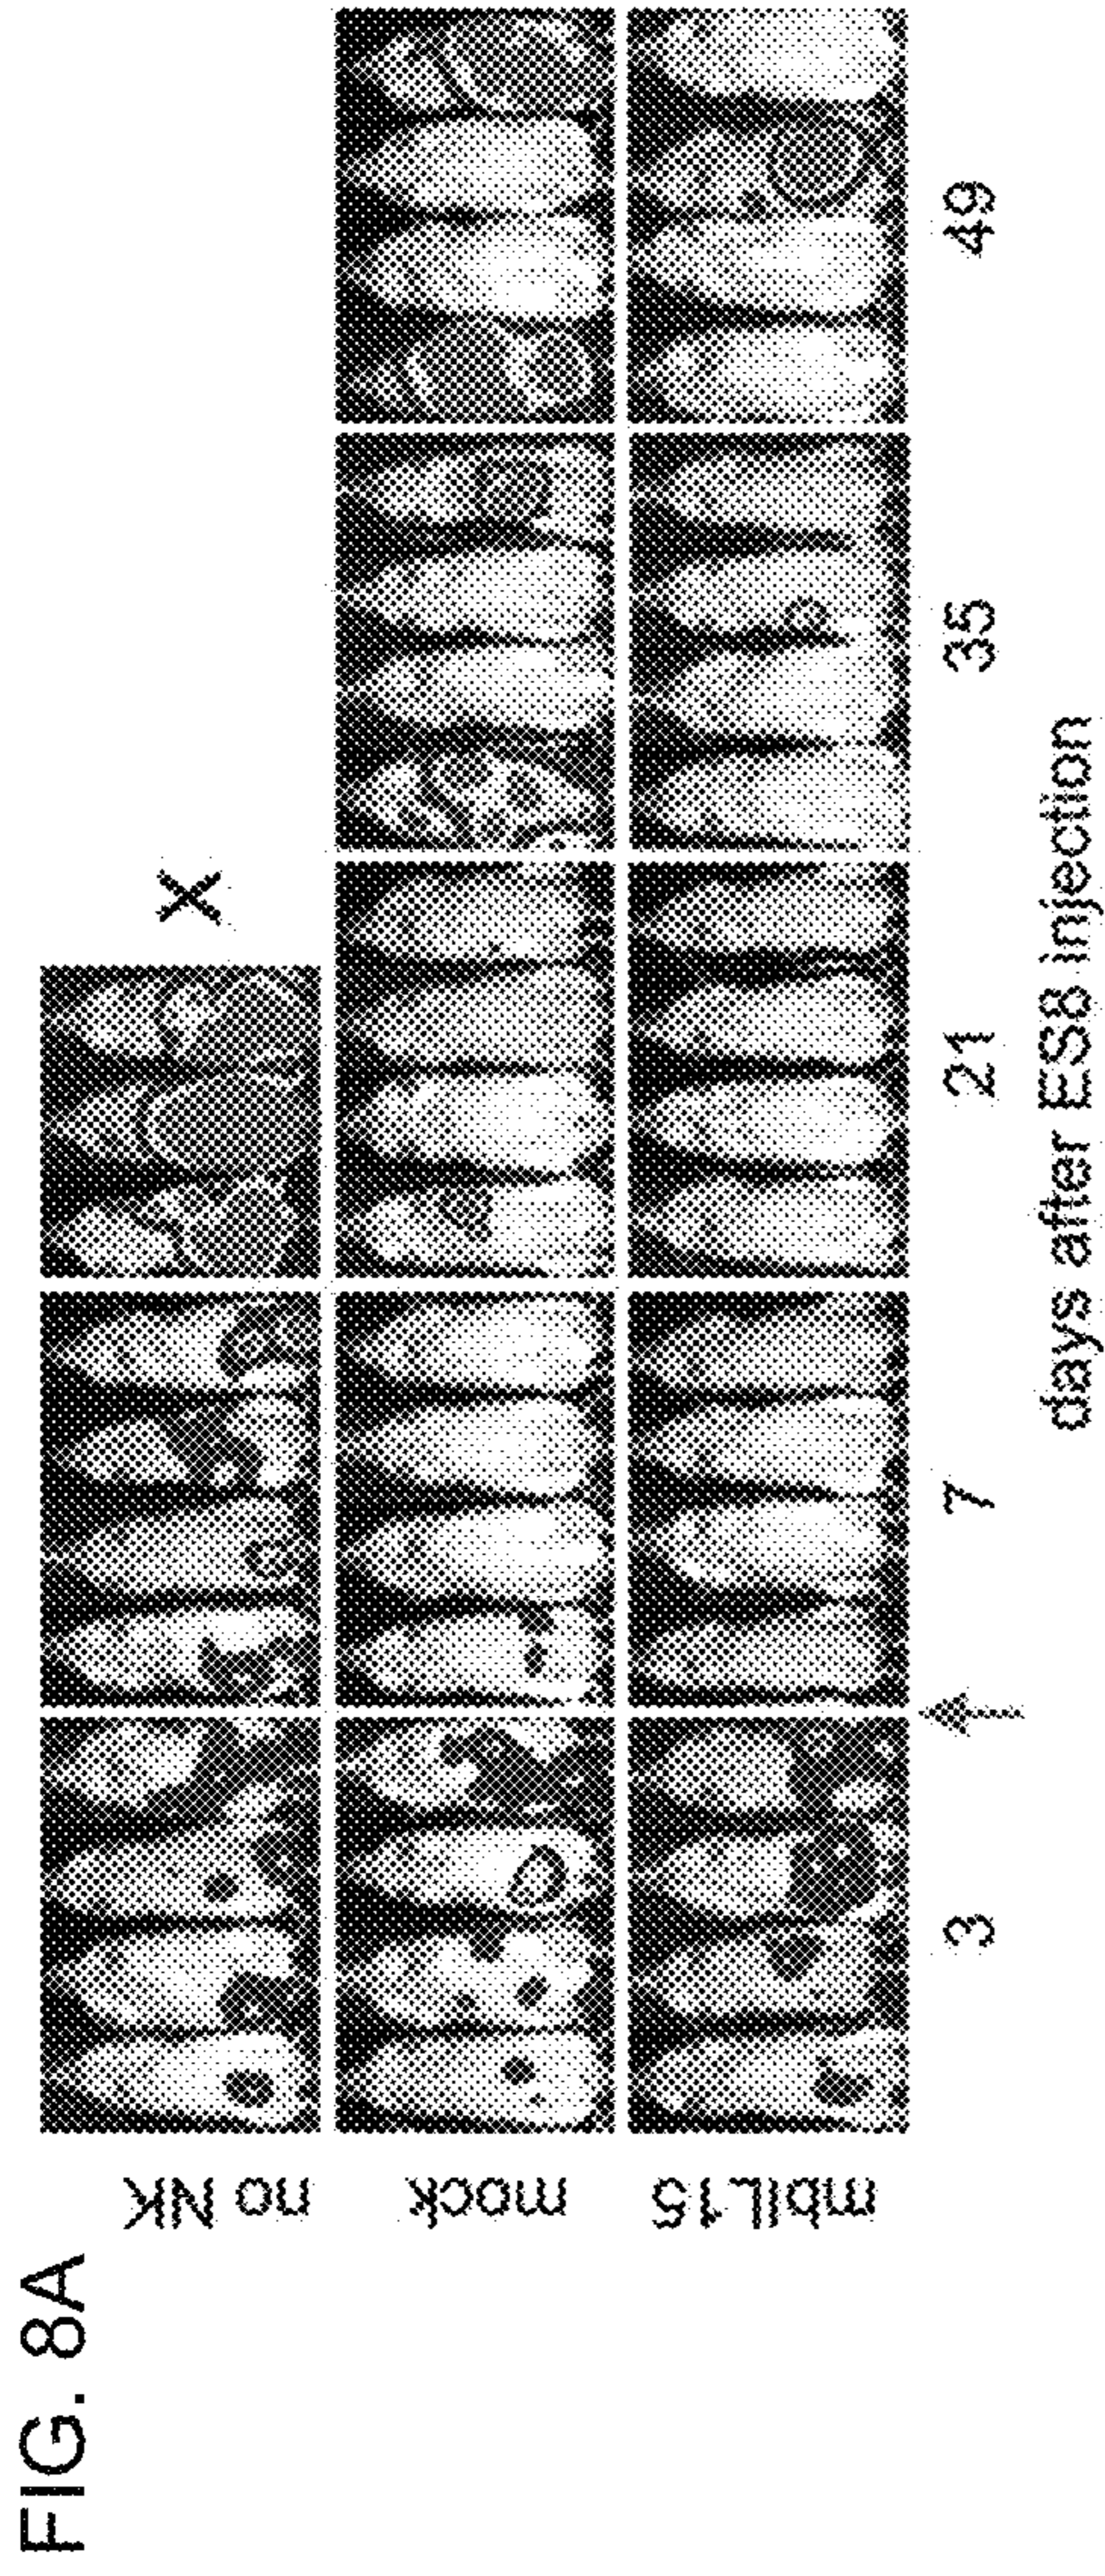 FIG. 8A
no NK
X
mock
mbIL15
3
7
21
35
49
days after ES8 injection